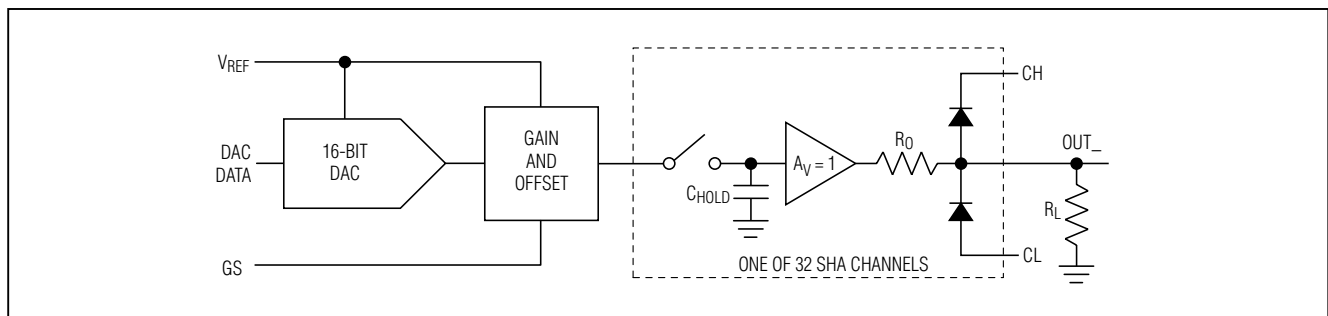 VREF
DAC
DATA
16-BIT
DAC
GAIN
AND
OFFSET
GS
CHOLD
AV = 1
RO
CH
OUT_
RL
CL
ONE OF 32 SHA CHANNELS